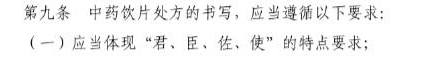 第九条　中药饮片处方的书写，应当遵循以下要求：
（一）应当体现“君、臣、佐、使”的特点要求；